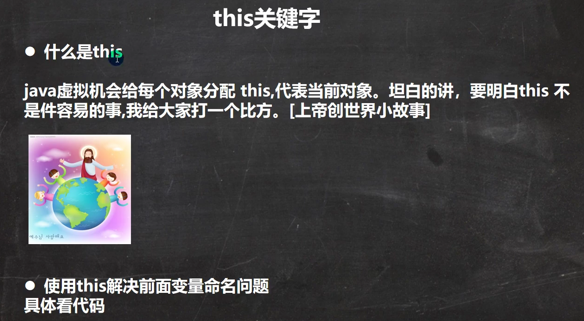 this关键字
什么是this
java虚拟机会给每个对象分配 this,代表当前对象。坦白的讲，要明白this 不
是件容易的事,我给大家打一个比方。[上帝创世界小故事]
使用this解决前面变量命名问题
具体看代码